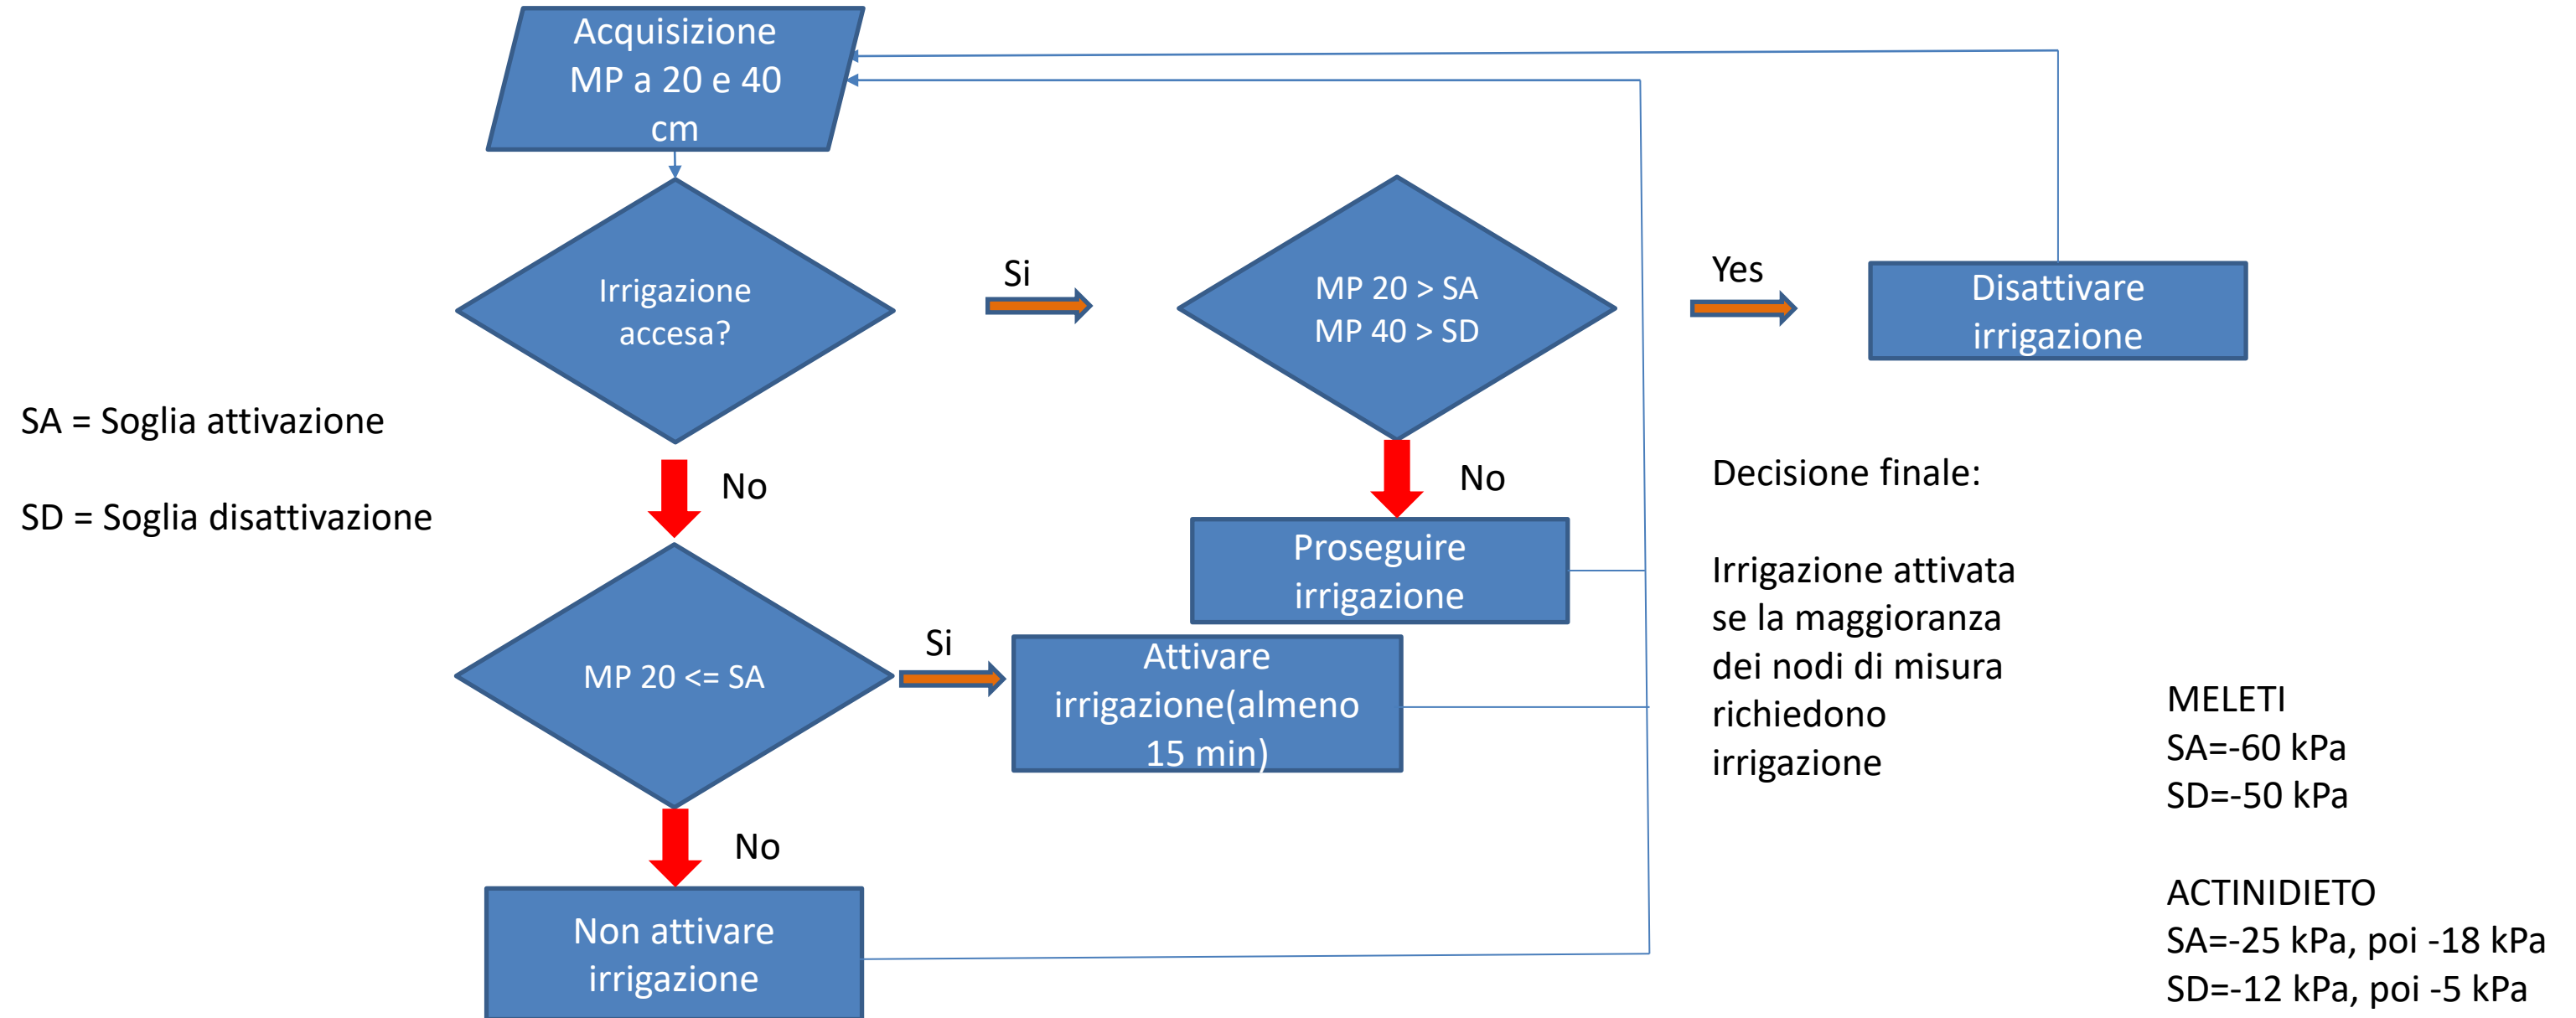 Acquisizione
MP a 20 e 40
cm
Irrigazione
accesa?
Si
MP 20 > SA
MP 40 > SD
Yes
Disattivare
irrigazione
SA = Soglia attivazione
SD = Soglia disattivazione
No
No
Proseguire
irrigazione
MP 20 <= SA
Si
Attivare
irrigazione(almeno
15 min)
No
Non attivare
irrigazione
Decisione finale:
Irrigazione attivata
se la maggioranza
dei nodi di misura
richiedono
irrigazione
MELETI
SA=-60 kPa
SD=-50 kPa
ACTINIDIETO
SA=-25 kPa, poi -18 kPa
SD=-12 kPa, poi -5 kPa